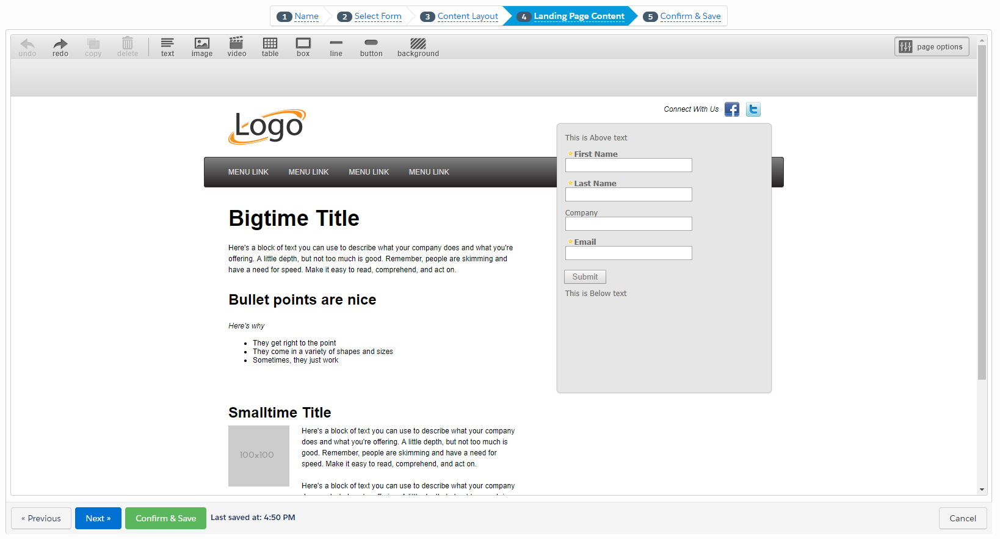 1 Name 2 Select Form 3 Content Layout 4 Landing Page Content 5 Confirm & Save
undo redo copy delete text image video table box line button background page options
Connect With Us
Logo
MENU LINK MENU LINK MENU LINK MENU LINK
This is Above text
First Name
Last Name
Company
Email
Submit
This is Below text
Bigtime Title
Here's a block of text you can use to describe what your company does and what you're
offering. A little depth, but not too much is good. Remember, people are skimming and
have a need for speed. Make it easy to read, comprehend, and act on.
Bullet points are nice
Here's why
• They get right to the point
• They come in a variety of shapes and sizes
• Sometimes, they just work
Smalltime Title
100x100
Here's a block of text you can use to describe what your company
does and what you're offering. A little depth, but not too much is
good. Remember, people are skimming and have a need for
speed. Make it easy to read, comprehend, and act on.
Here's a block of text you can use to describe what your company
« Previous Next » Confirm & Save Last saved at: 4:50 PM Cancel